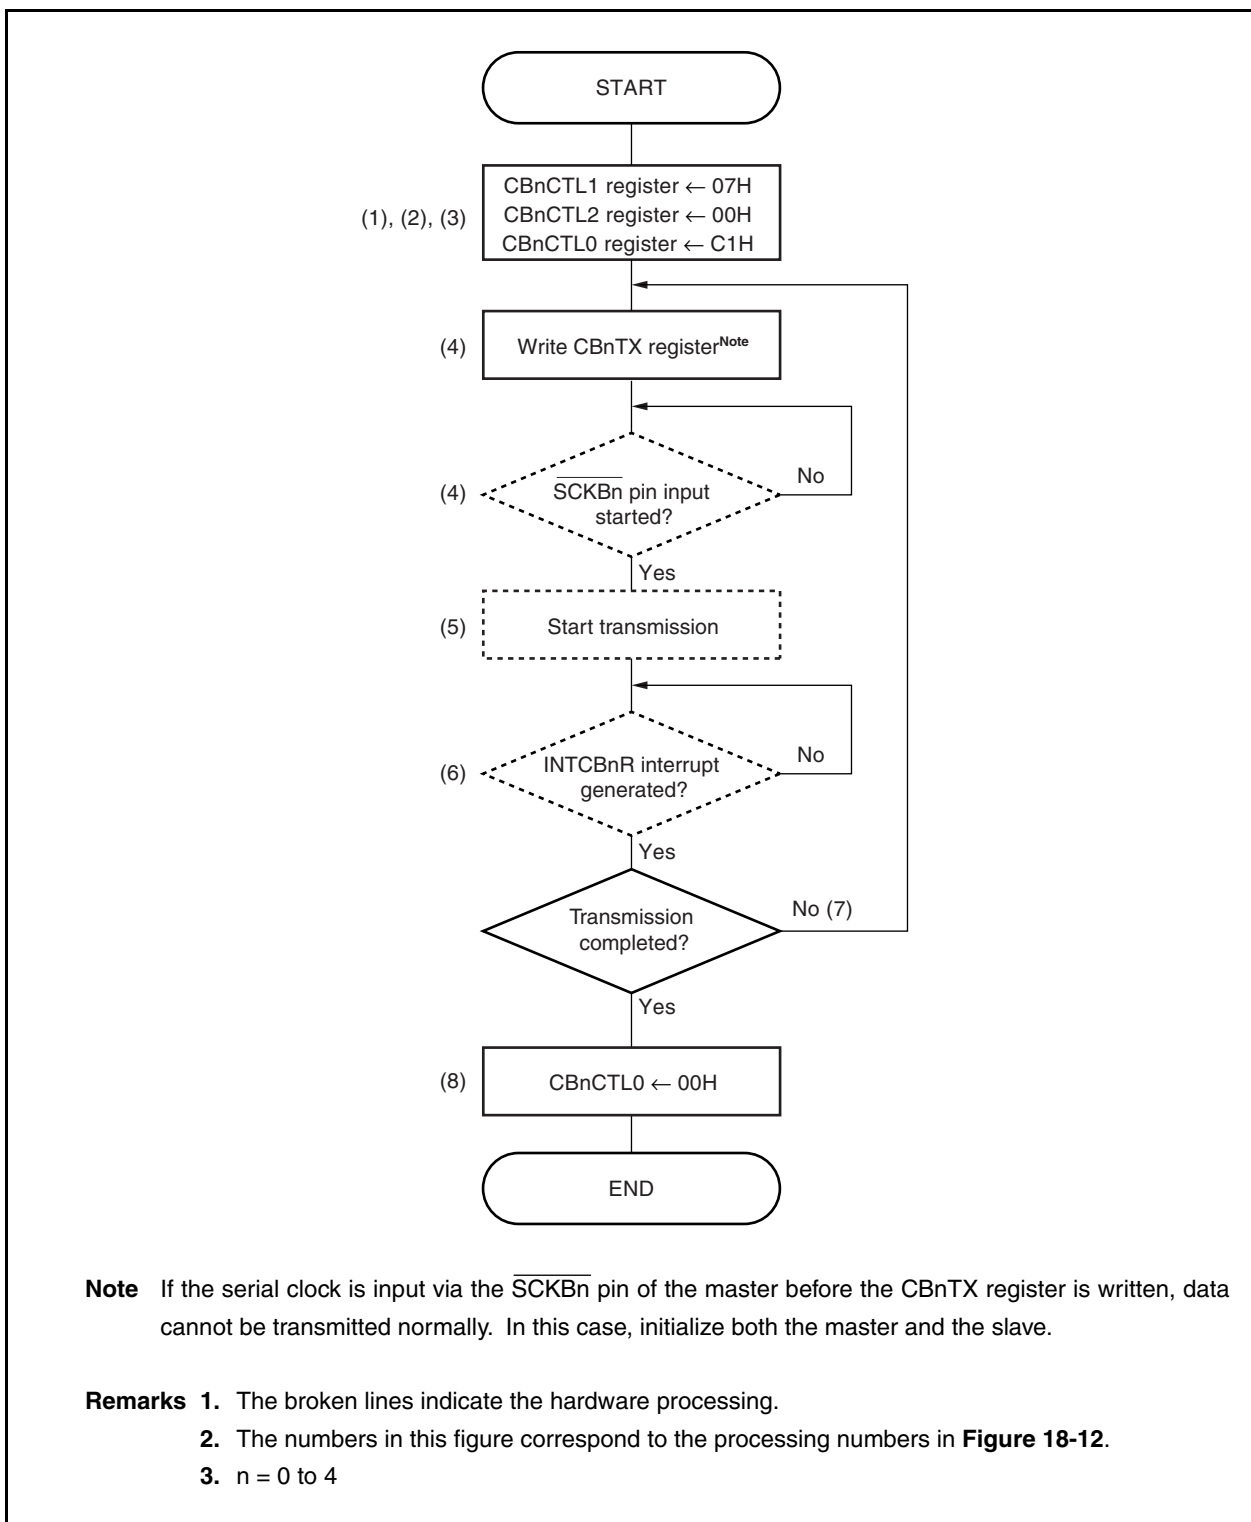 START
CBnCTL1 register ← 07H
(1), (2), (3)
CBnCTL2 register ← 00H
CBnCTL0 register ← C1H
(4)
Write CBnTX register^Note
(4)
SCKBn pin input
started?
No
Yes
(5)
Start transmission
(6)
INTCBnR interrupt
generated?
No
Yes
Transmission
completed?
No (7)
Yes
(8)
CBnCTL0 ← 00H
END
Note If the serial clock is input via the SCKBn pin of the master before the CBnTX register is written, data
cannot be transmitted normally. In this case, initialize both the master and the slave.
Remarks 1. The broken lines indicate the hardware processing.
2. The numbers in this figure correspond to the processing numbers in Figure 18-12.
3. n = 0 to 4